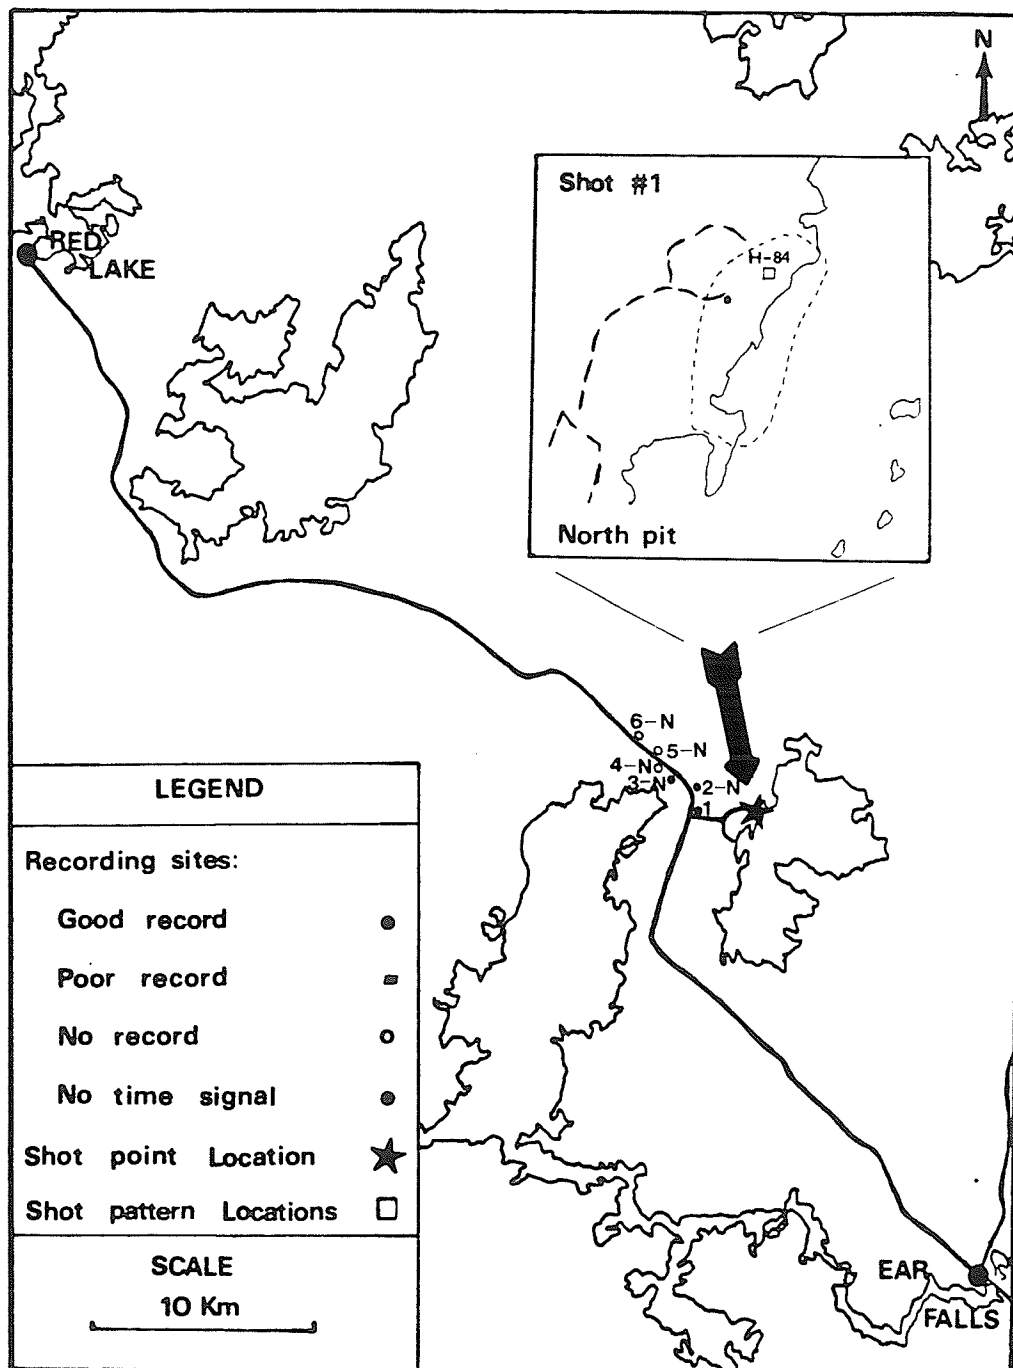 N
Shot #1
H-84
North pit
RED
LAKE
6-N
5-N
4-N
3-N
2-N
1
LEGEND
Recording sites:
Good record
Poor record
No record
No time signal
Shot point Location
Shot pattern Locations
SCALE
10 Km
EAR
FALLS